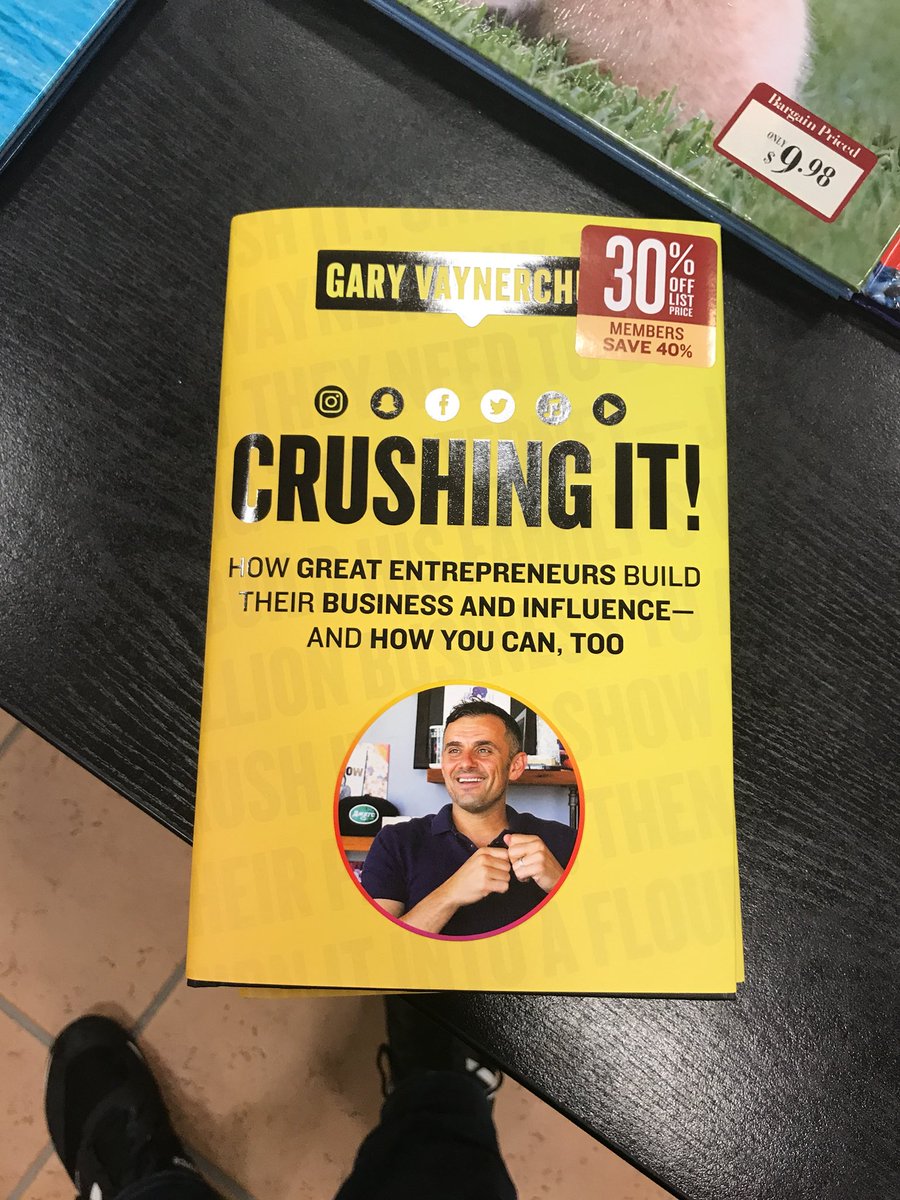 Bargain Priced
ONLY
$9.98
GARY VAYNERCH
30% OFF LIST PRICE
MEMBERS
SAVE 40%
CRUSHING IT!
HOW GREAT ENTREPRENEURS BUILD
THEIR BUSINESS AND INFLUENCE—
AND HOW YOU CAN, TOO